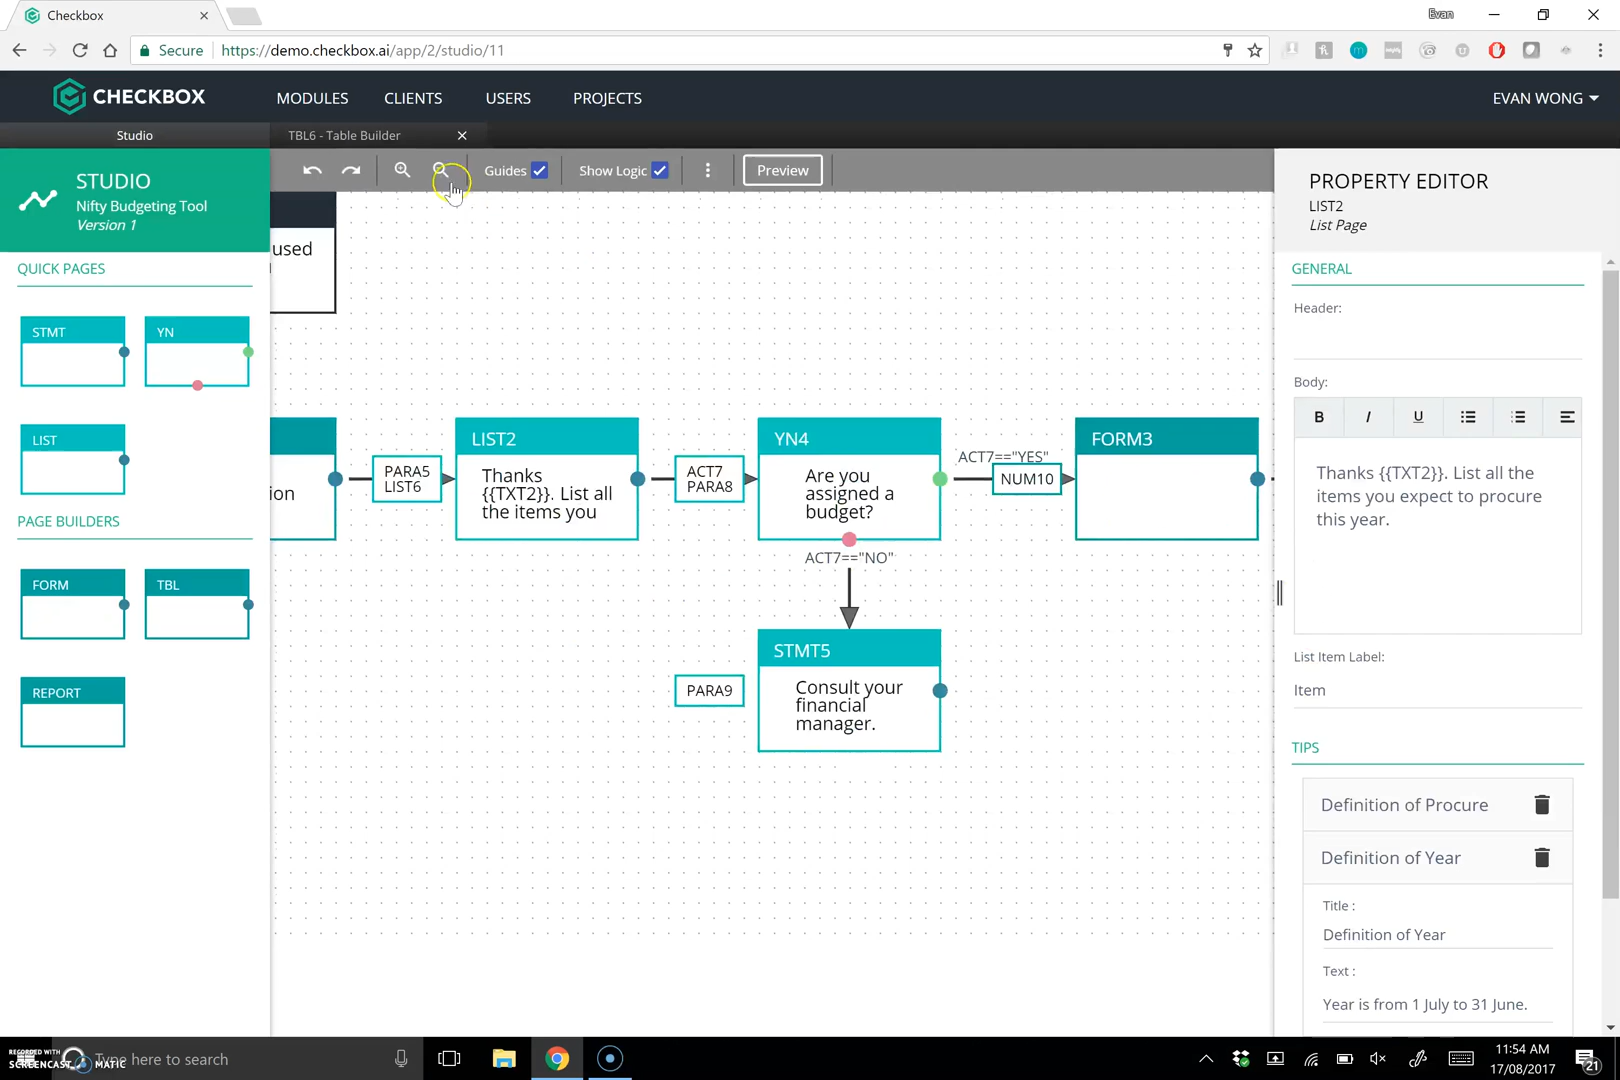 Checkbox
Evan
Secure
https://demo.checkbox.ai/app/2/studio/11
CHECKBOX
MODULES
CLIENTS
USERS
PROJECTS
EVAN WONG
Studio
TBL6 - Table Builder
STUDIO
Nifty Budgeting Tool
Version 1
Guides
Show Logic
Preview
PROPERTY EDITOR
LIST2
List Page
QUICK PAGES
STMT
YN
LIST
PAGE BUILDERS
FORM
TBL
REPORT
used
ion
PARA5
LIST6
LIST2
Thanks
{{TXT2}}. List all
the items you
ACT7
PARA8
YN4
Are you
assigned a
budget?
ACT7=="YES"
NUM10
FORM3
ACT7=="NO"
PARA9
STMT5
Consult your
financial
manager.
GENERAL
Header:
Body:
B I U
Thanks {{TXT2}}. List all the
items you expect to procure
this year.
List Item Label:
Item
TIPS
Definition of Procure
Definition of Year
Title :
Definition of Year
Text :
Year is from 1 July to 31 June.
RECORDED WITH
SCREENCAST MATIC
Type here to search
11:54 AM
17/08/2017
21